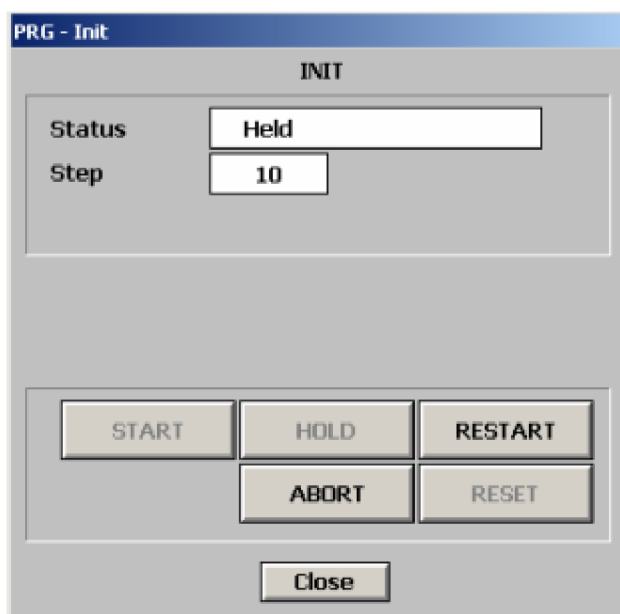 PRG - Init
INIT
Status Held
Step 10
START HOLD RESTART
ABORT RESET
Close